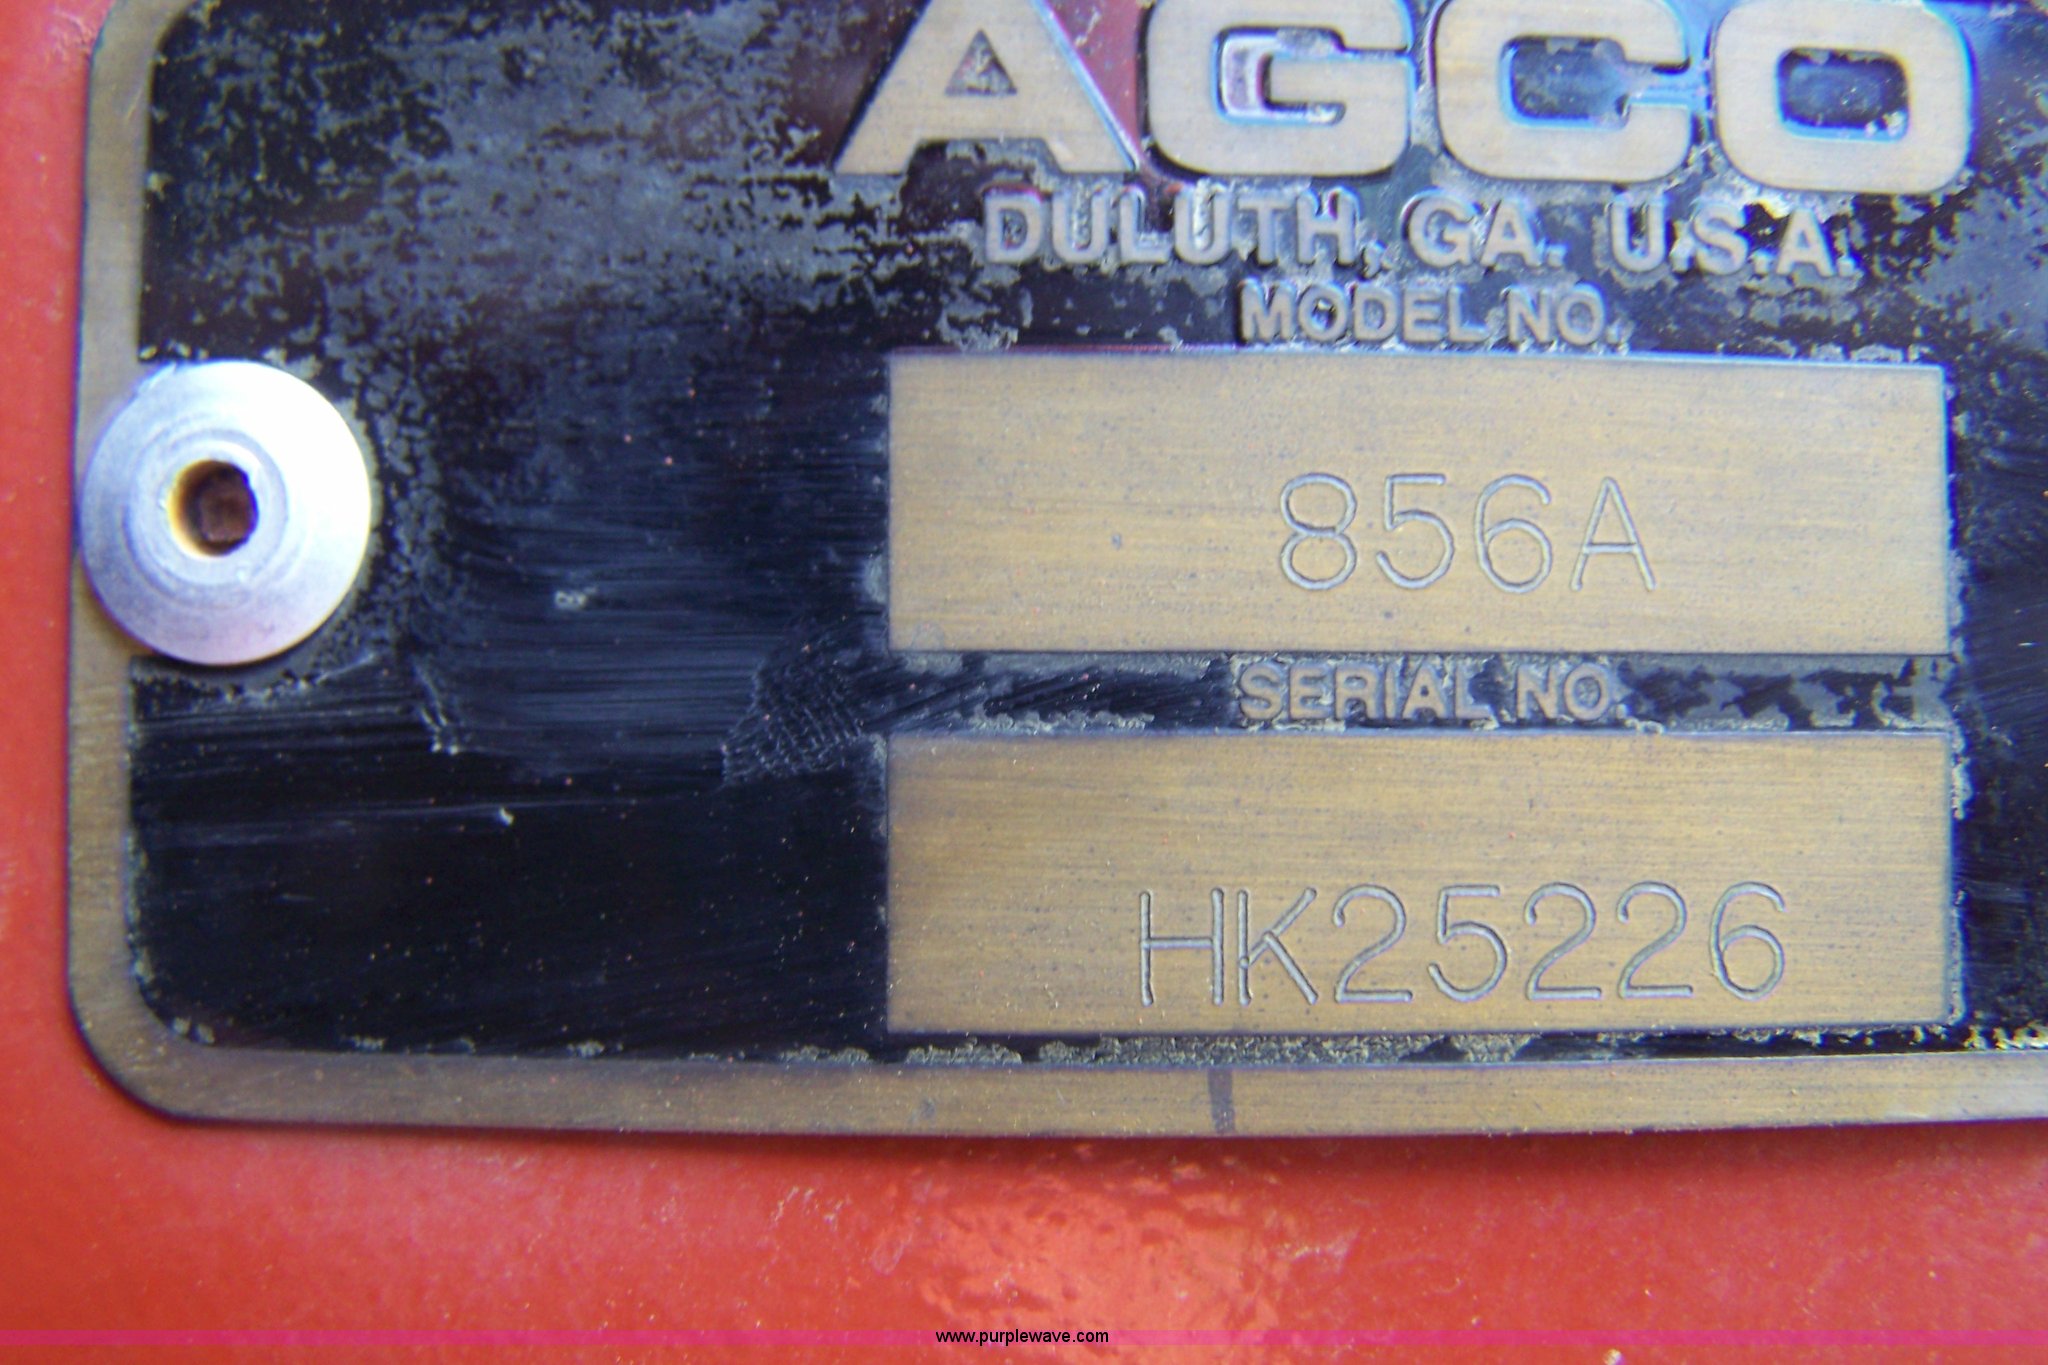 AGCO
DULUTH, GA. U.S.A.
MODEL NO.
856A
SERIAL NO.
HK25226
www.purplewave.com